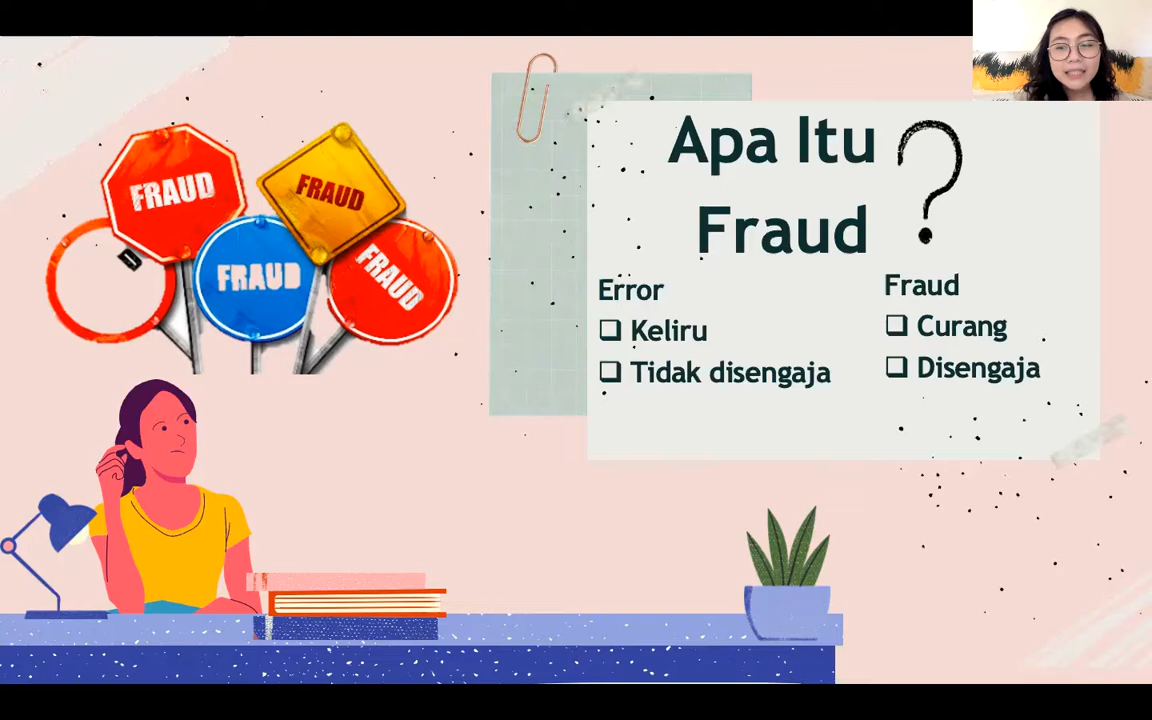 FRAUD
FRAUD
FRAUD
FRAUD
Apa Itu
Fraud ?
Error
❑ Keliru
❑ Tidak disengaja
Fraud
❑ Curang
❑ Disengaja